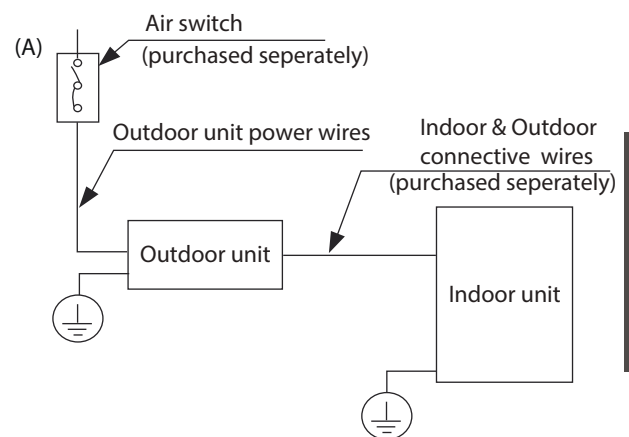 (A)
Air switch
(purchased seperately)
Outdoor unit power wires
Indoor & Outdoor
connective wires
(purchased seperately)
Outdoor unit
Indoor unit